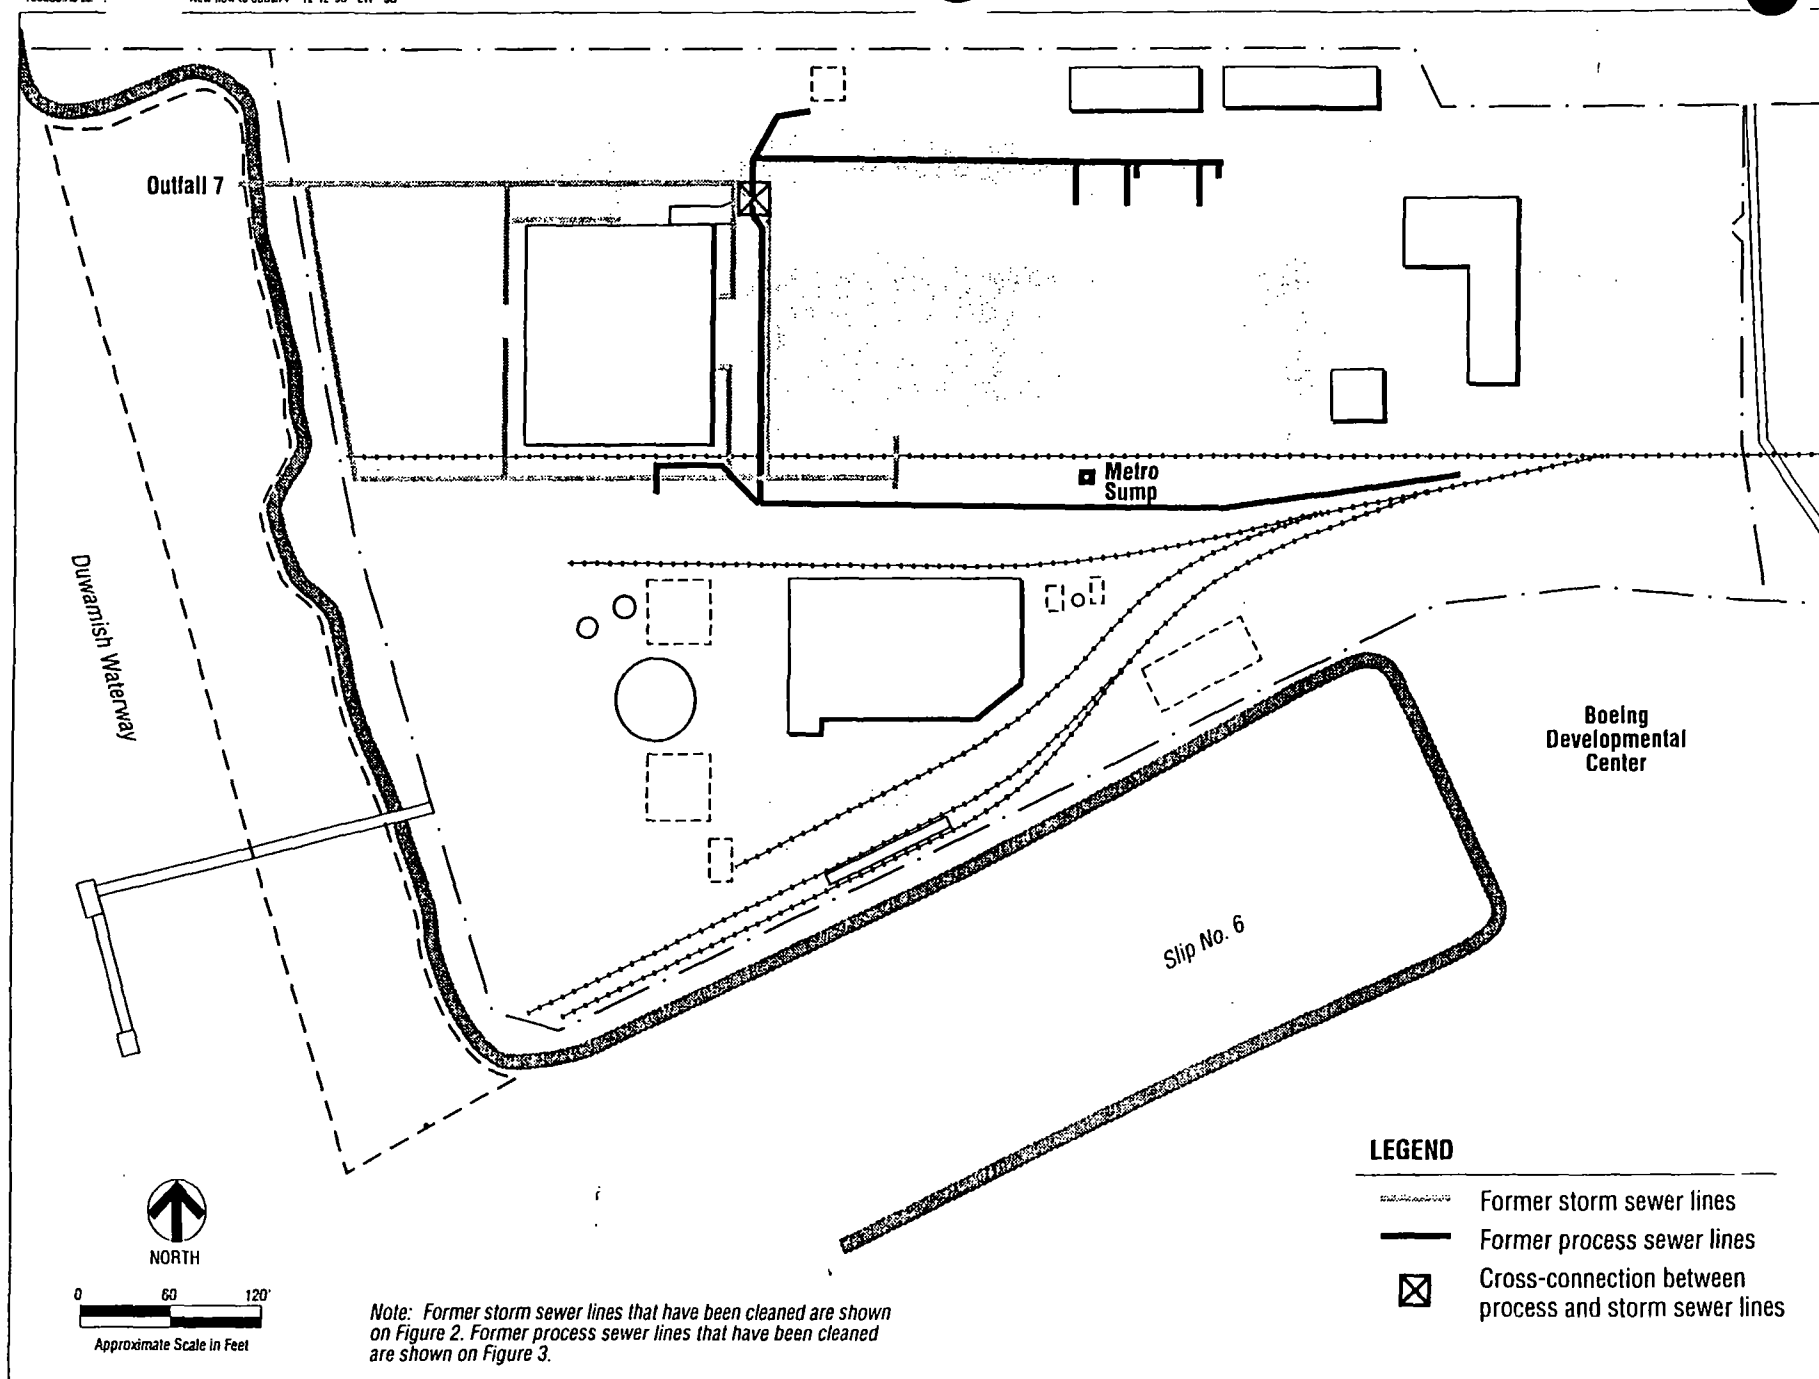 Outfall 7
Metro
Sump
Duwamish Waterway
Boeing
Developmental
Center
Slip No. 6
LEGEND
Former storm sewer lines
Former process sewer lines
Cross-connection between
process and storm sewer lines
NORTH
0 60 120'
Approximate Scale in Feet
Note: Former storm sewer lines that have been cleaned are shown
on Figure 2. Former process sewer lines that have been cleaned
are shown on Figure 3.